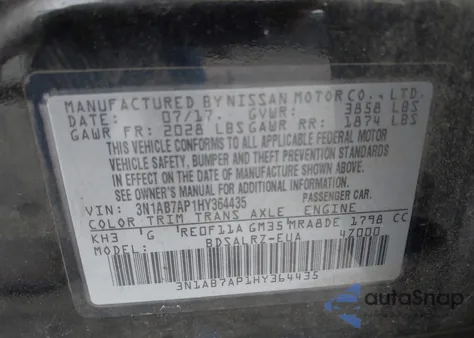 MANUFACTURED BY NISSAN MOTOR CO., LTD.
DATE: 07/17. GVWR: 3858 LBS
GAWR FR: 2028 LBS GAWR RR: 1874 LBS
THIS VEHICLE CONFORMS TO ALL APPLICABLE FEDERAL MOTOR
VEHICLE SAFETY, BUMPER AND THEFT PREVENTION STANDARDS
IN EFFECT ON THE DATE OF MANUFACTURE SHOWN ABOVE.
SEE OWNER'S MANUAL FOR ADDITIONAL INFORMATION.
VIN: 3N1AB7AP1HY364435 PASSENGER CAR.
COLOR TRIM TRANS AXLE ENGINE
KH3 G RE0F11A GM35 MRA8DE 1798 CC
MODEL: BDSALRZ-EUA 47000
3N1AB7AP1HY364435
autoSnap